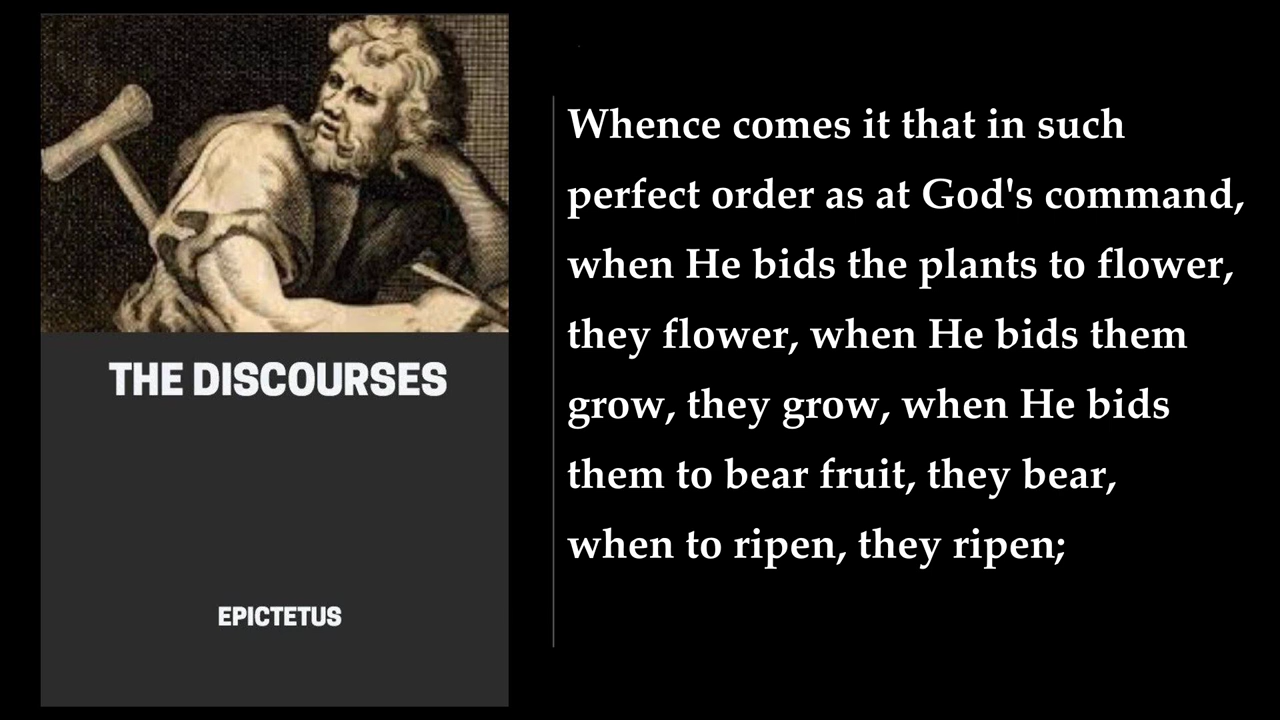 THE DISCOURSES
EPICTETUS
Whence comes it that in such
perfect order as at God's command,
when He bids the plants to flower,
they flower, when He bids them
grow, they grow, when He bids
them to bear fruit, they bear,
when to ripen, they ripen;